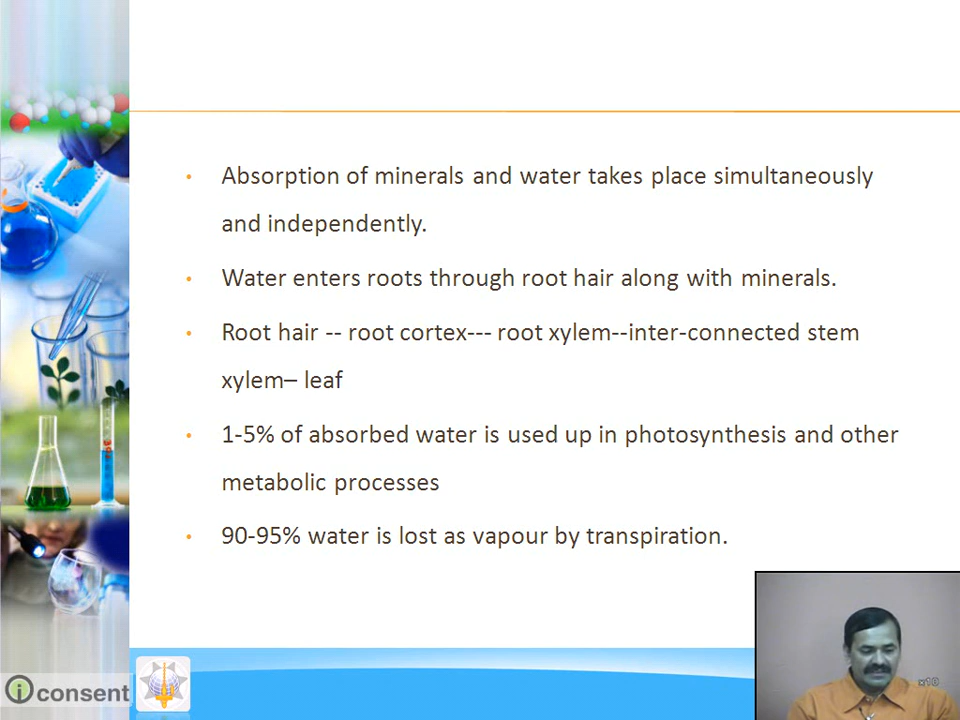 • Absorption of minerals and water takes place simultaneously
and independently.
• Water enters roots through root hair along with minerals.
• Root hair -- root cortex--- root xylem--inter-connected stem
xylem– leaf
• 1-5% of absorbed water is used up in photosynthesis and other
metabolic processes
• 90-95% water is lost as vapour by transpiration.
i consent
x10